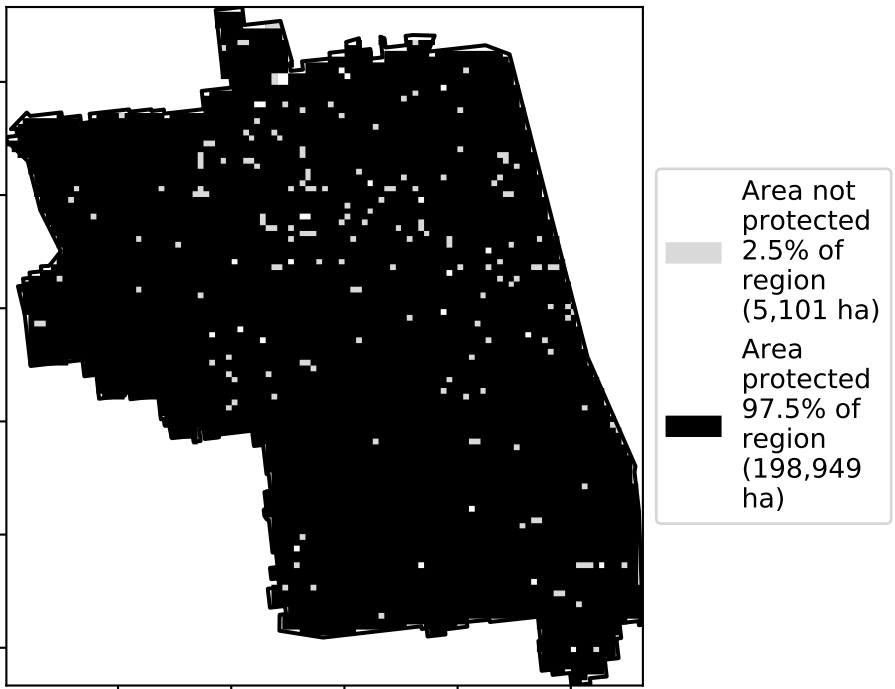 Area not
protected
2.5% of
region
(5,101 ha)
Area
protected
97.5% of
region
(198,949
ha)